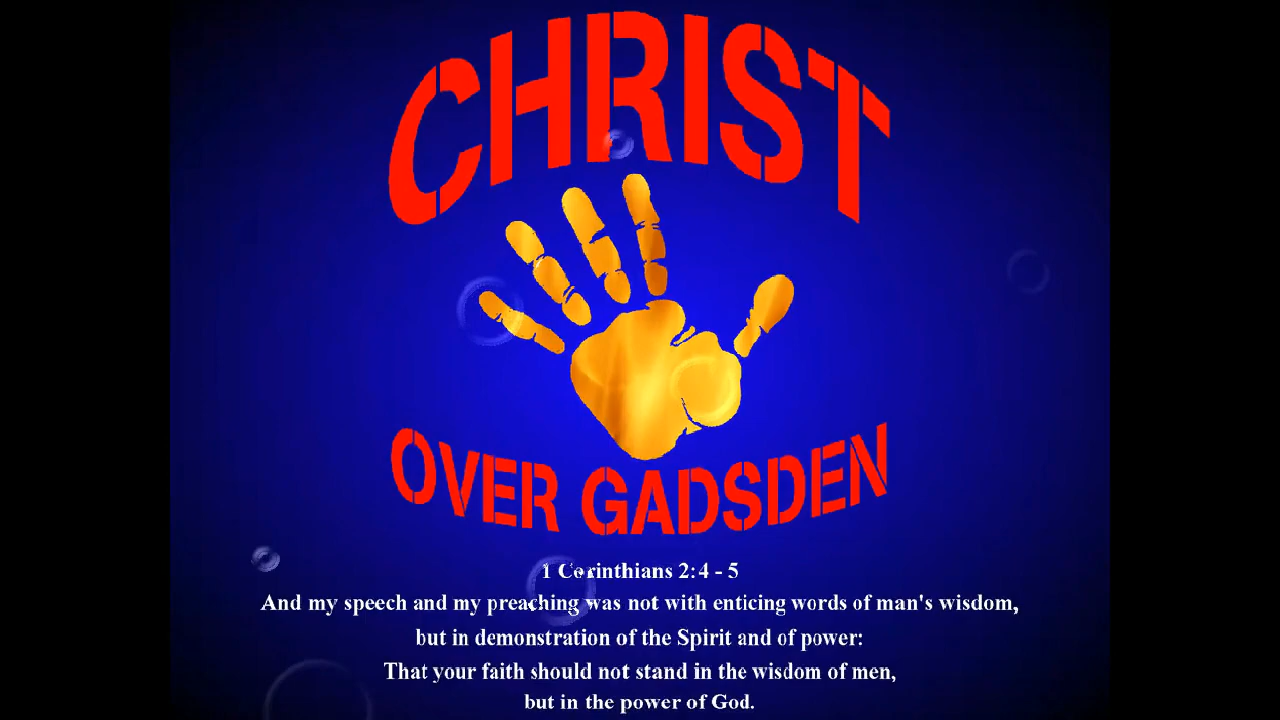 CHRIST
OVER GADSDEN
1 Corinthians 2:4 - 5
And my speech and my preaching was not with enticing words of man's wisdom,
but in demonstration of the Spirit and of power:
That your faith should not stand in the wisdom of men,
but in the power of God.